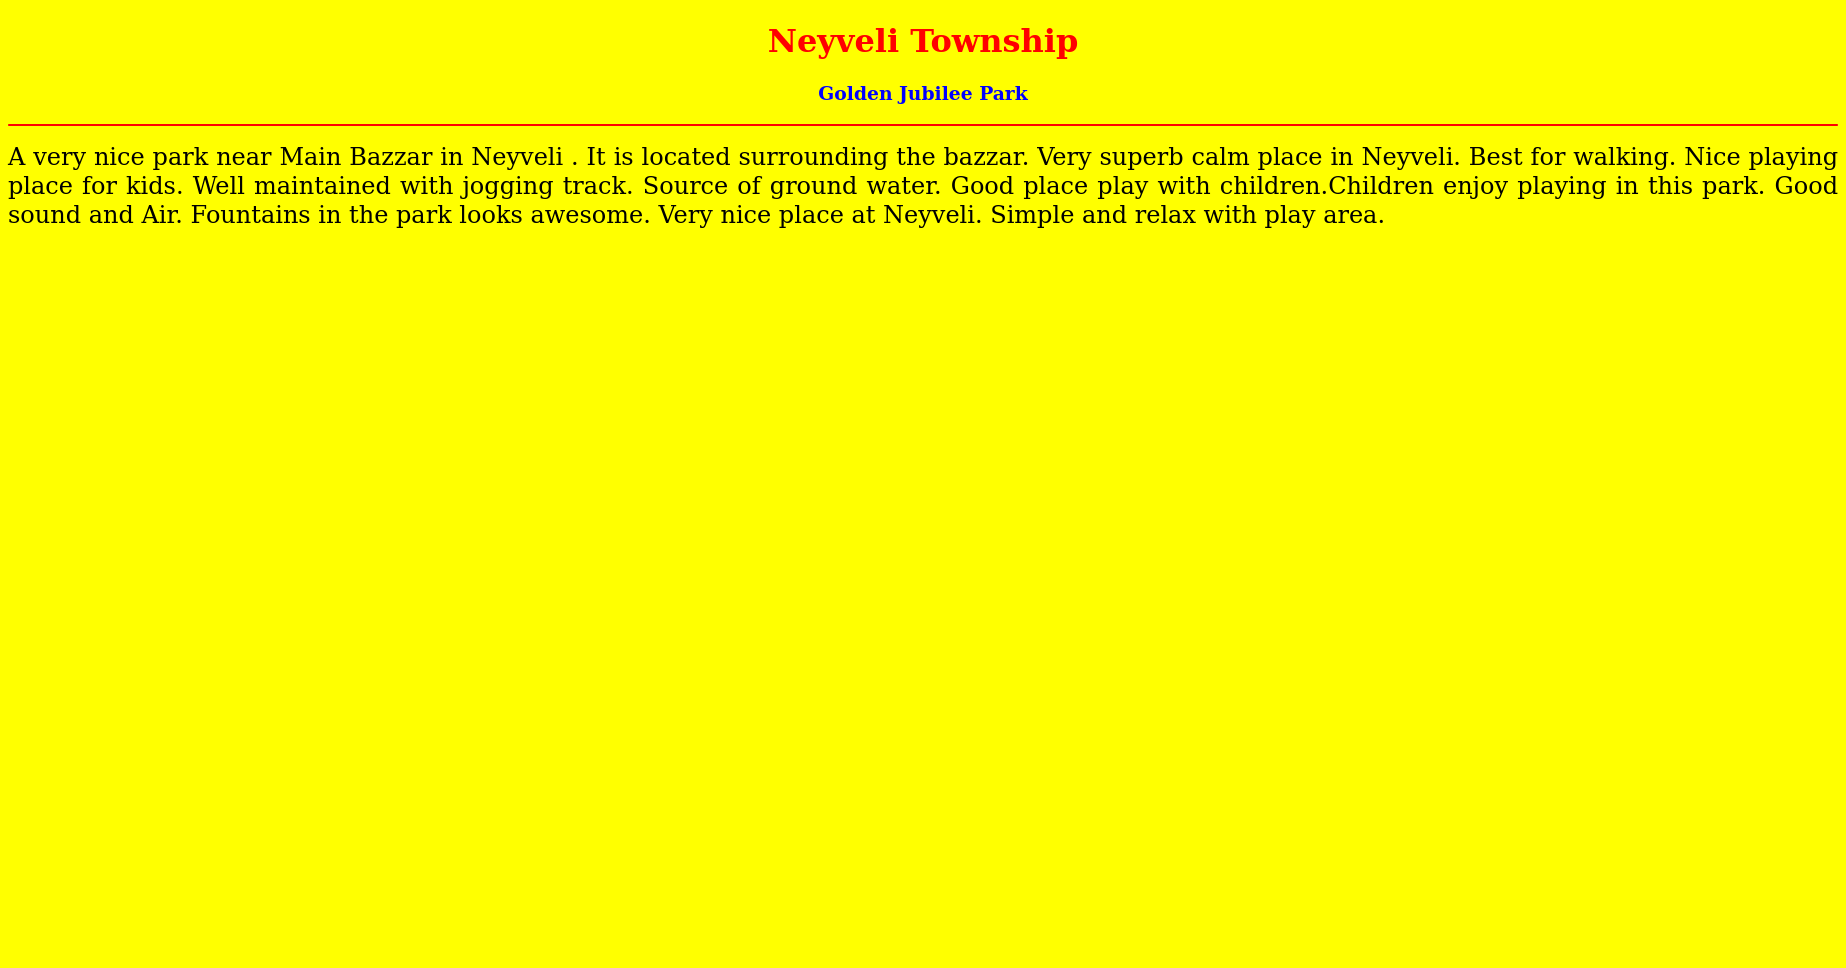 Neyveli Township
Golden Jubilee Park
A very nice park near Main Bazzar in Neyveli . It is located surrounding the bazzar. Very superb calm place in Neyveli. Best for walking. Nice playing
place for kids. Well maintained with jogging track. Source of ground water. Good place play with children.Children enjoy playing in this park. Good
sound and Air. Fountains in the park looks awesome. Very nice place at Neyveli. Simple and relax with play area.